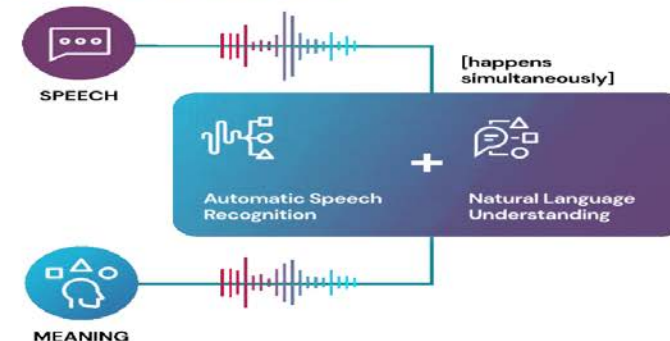 SPEECH
[happens
simultaneously]
+
Automatic Speech
Recognition
Natural Language
Understanding
MEANING